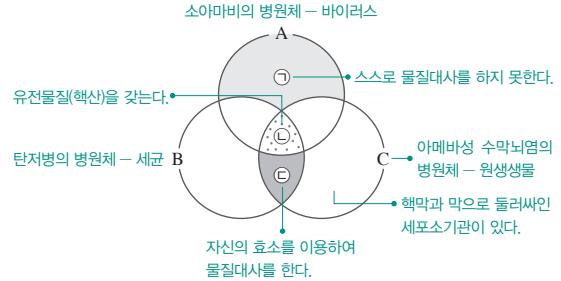 소아마비의 병원체 – 바이러스
A
㉠
스스로 물질대사를 하지 못한다.
유전물질(핵산)을 갖는다.
㉡
탄저병의 병원체 – 세균 B
C
아메바성 수막뇌염의
병원체 – 원생생물
㉢
핵막과 막으로 둘러싸인
세포소기관이 있다.
자신의 효소를 이용하여
물질대사를 한다.